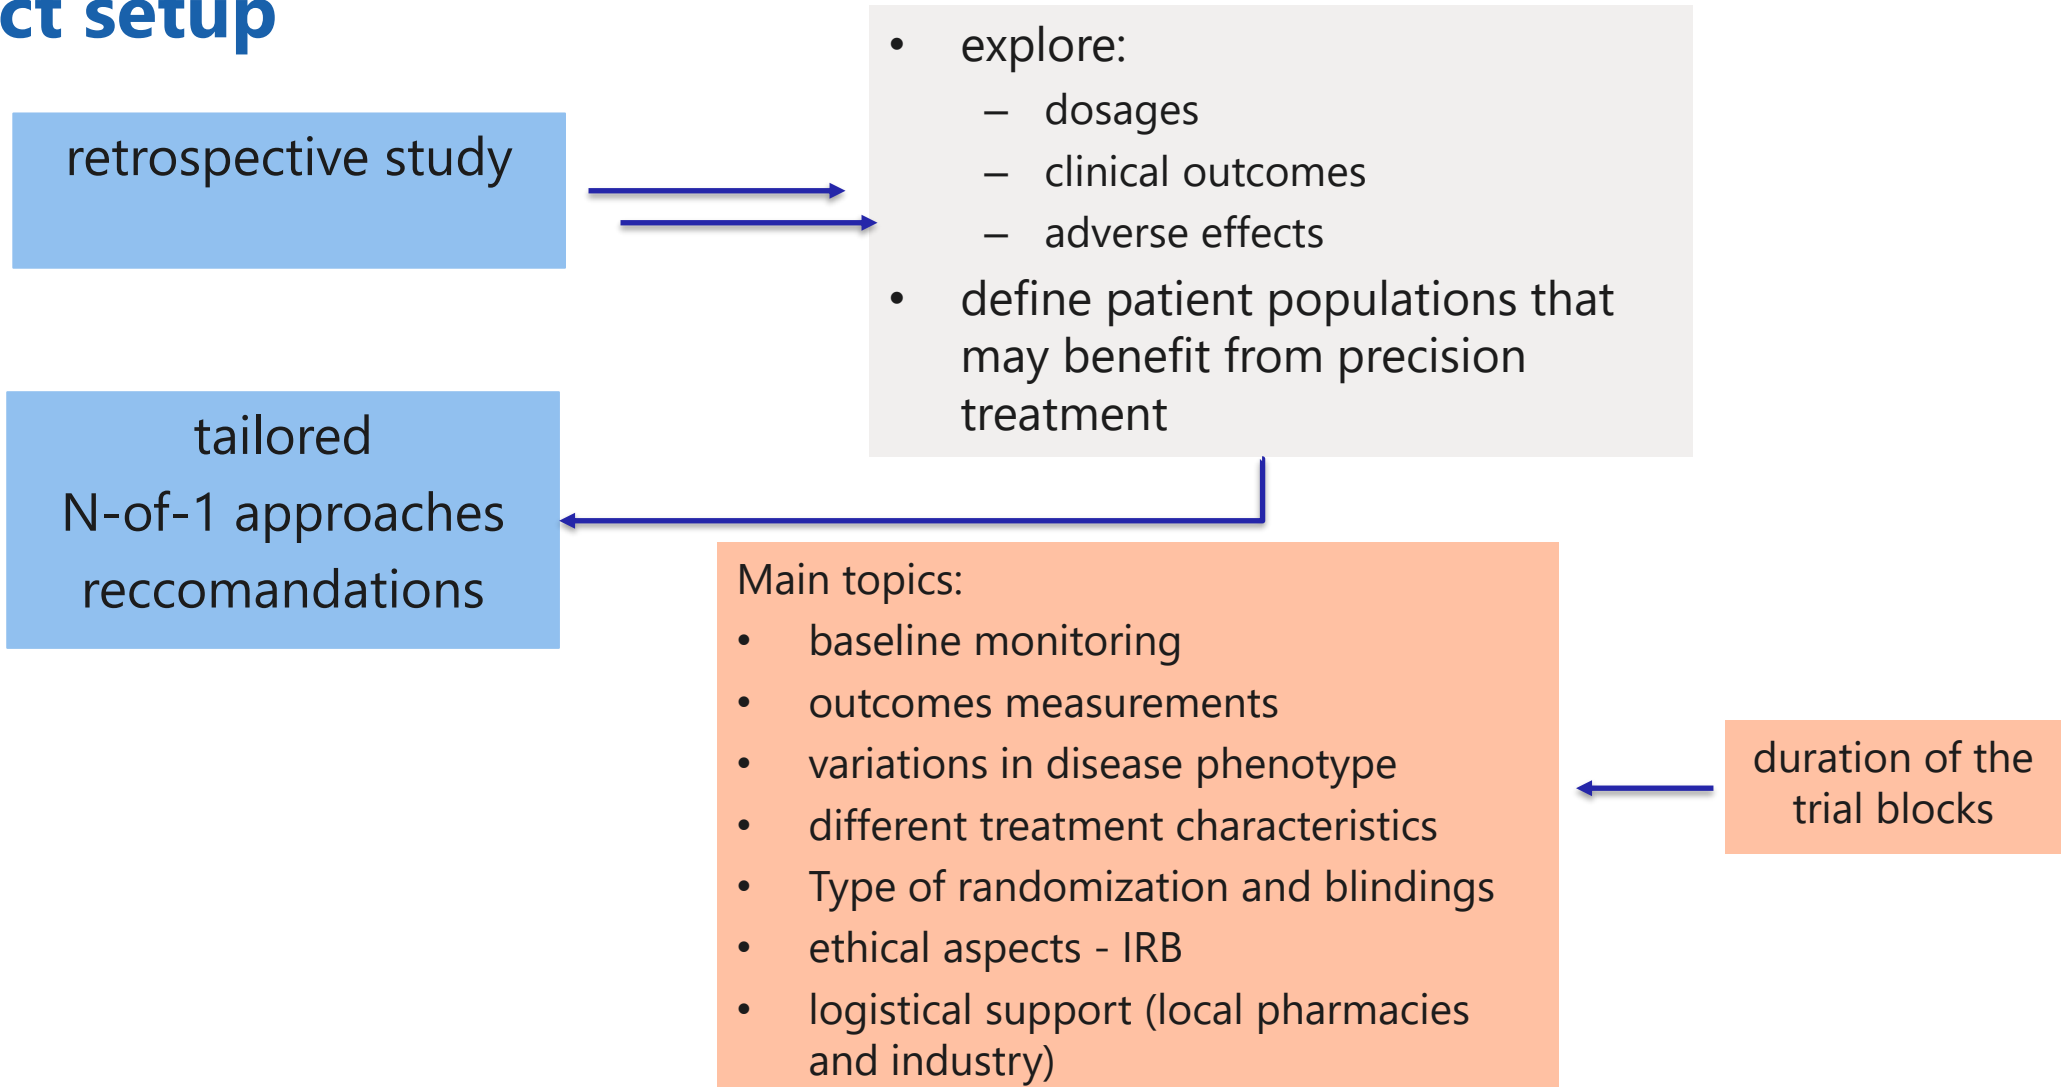 ct setup
retrospective study
• explore:
– dosages
– clinical outcomes
– adverse effects
• define patient populations that
may benefit from precision
treatment
tailored
N-of-1 approaches
reccomandations
Main topics:
• baseline monitoring
• outcomes measurements
• variations in disease phenotype
• different treatment characteristics
• Type of randomization and blindings
• ethical aspects - IRB
• logistical support (local pharmacies
and industry)
duration of the
trial blocks